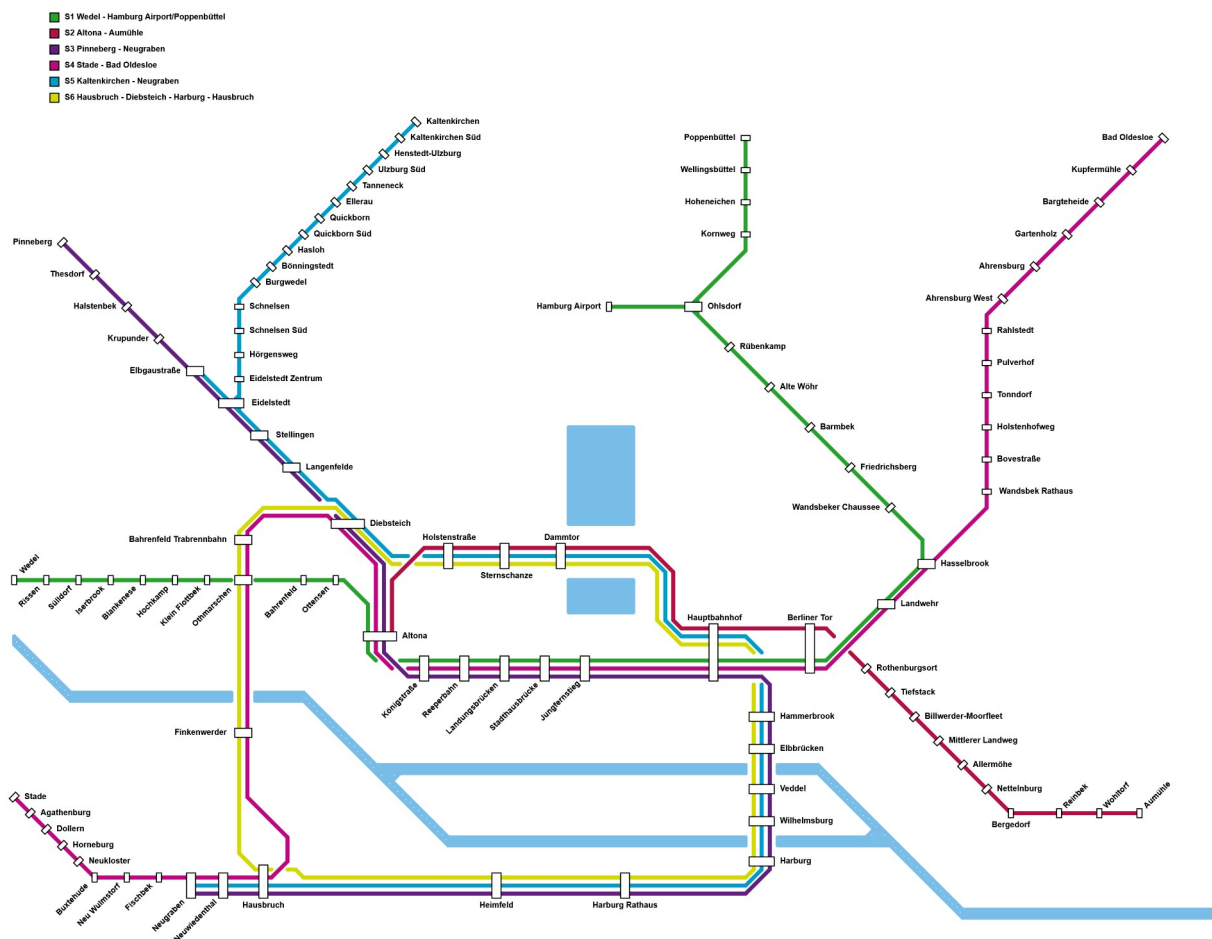 S1 Wedel - Hamburg Airport/Poppenbüttel
S2 Altona - Aumühle
S3 Pinneberg - Neugraben
S4 Stade - Bad Oldesloe
S5 Kaltenkirchen - Neugraben
S6 Hausbruch - Diebsteich - Harburg - Hausbruch
Kaltenkirchen
Kaltenkirchen Süd
Henstedt-Ulzburg
Ulzburg Süd
Tanneneck
Ellerau
Quickborn
Quickborn Süd
Hasloh
Bönningstedt
Burgwedel
Schnelsen
Schnelsen Süd
Hörgensweg
Eidelstedt Zentrum
Eidelstedt
Stellingen
Langenfelde
Diebsteich
Pinneberg
Thesdorf
Halstenbek
Krupunder
Elbgaustraße
Poppenbüttel
Wellingsbüttel
Hoheneichen
Kornweg
Hamburg Airport
Ohlsdorf
Rübenkamp
Alte Wöhr
Barmbek
Friedrichsberg
Wandsbeker Chaussee
Hasselbrook
Landwehr
Bad Oldesloe
Kupfermühle
Bargteheide
Gartenholz
Ahrensburg
Ahrensburg West
Rahlstedt
Pulverhof
Tonndorf
Holstenhofweg
Bovestraße
Wandsbek Rathaus
Bahrenfeld Trabrennbahn
Wedel
Rissen
Sülldorf
Iserbrook
Blankenese
Hochkamp
Klein Flottbek
Othmarschen
Bahrenfeld
Ottensen
Altona
Holstenstraße
Sternschanze
Dammtor
Hauptbahnhof
Berliner Tor
Königstraße
Reeperbahn
Landungsbrücken
Stadthausbrücke
Jungfernstieg
Rothenburgsort
Tiefstack
Billwerder-Moorfleet
Mittlerer Landweg
Allermöhe
Nettelnburg
Bergedorf
Reinbek
Wohltorf
Aumühle
Hammerbrook
Elbbrücken
Veddel
Wilhelmsburg
Harburg
Finkenwerder
Stade
Agathenburg
Dollern
Horneburg
Neukloster
Buxtehude
Neu Wulmstorf
Fischbek
Neugraben
Neuwiedenthal
Hausbruch
Heimfeld
Harburg Rathaus